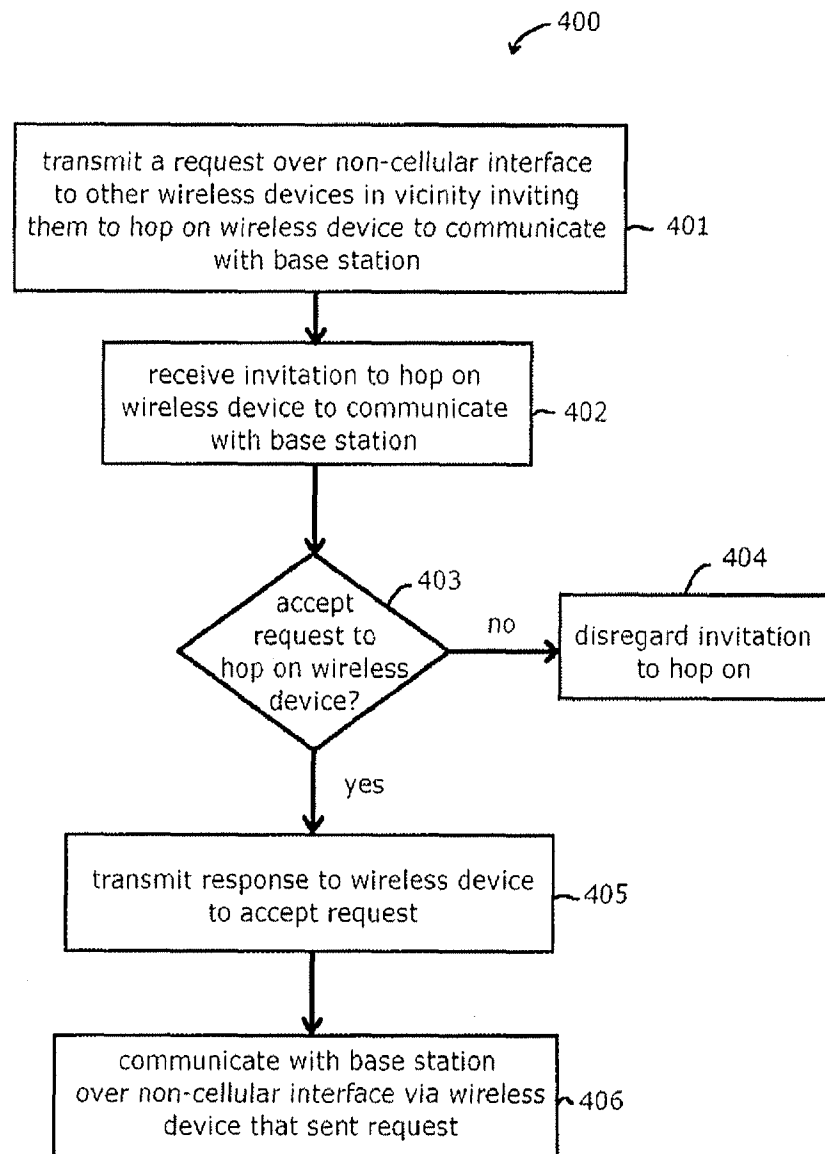 400
transmit a request over non-cellular interface
to other wireless devices in vicinity inviting
them to hop on wireless device to communicate
with base station
401
receive invitation to hop on
wireless device to communicate
with base station
402
403
accept
request to
hop on wireless
device?
no
404
disregard invitation
to hop on
yes
transmit response to wireless device
to accept request
405
communicate with base station
over non-cellular interface via wireless
device that sent request
406